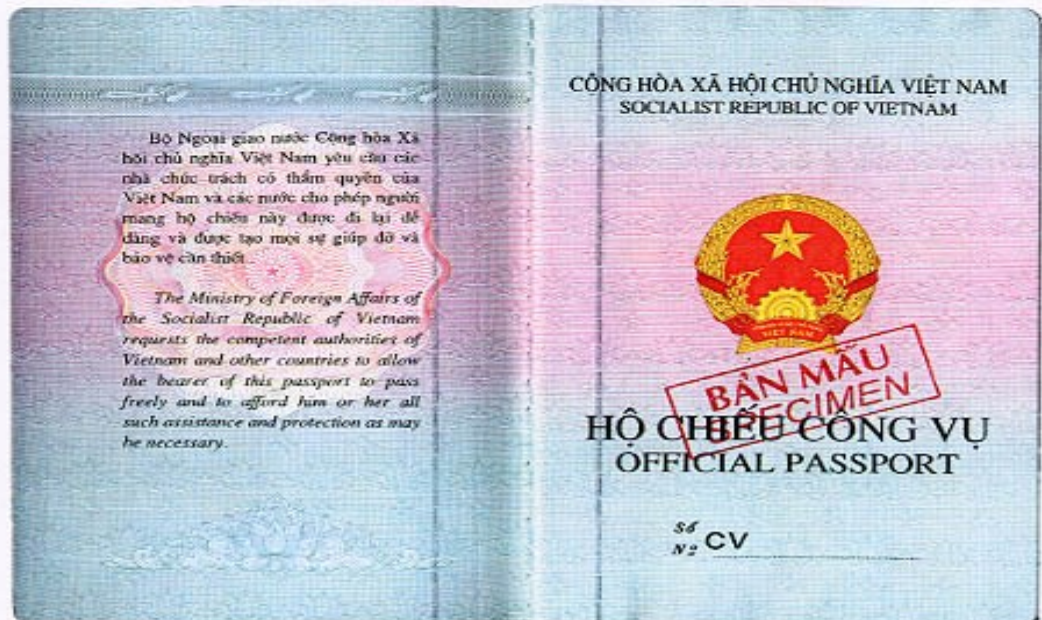 Bộ Ngoại giao nước Cộng hòa Xã
hội chủ nghĩa Việt Nam yêu cầu các
nhà chức trách có thẩm quyền của
Việt Nam và các nước cho phép người
mang hộ chiếu này được đi lại dễ
dàng và được tạo mọi sự giúp đỡ và
bảo vệ cần thiết.
The Ministry of Foreign Affairs of
the Socialist Republic of Vietnam
requests the competent authorities of
Vietnam and other countries to allow
the bearer of this passport to pass
freely and to afford him or her all
such assistance and protection as may
be necessary.
CÔNG HÒA XÃ HỘI CHỦ NGHĨA VIỆT NAM
SOCIALIST REPUBLIC OF VIETNAM
VIỆT NAM
BẢN MẪU
SPECIMEN
HỘ CHIẾU CÔNG VỤ
OFFICIAL PASSPORT
Số
Nº CV